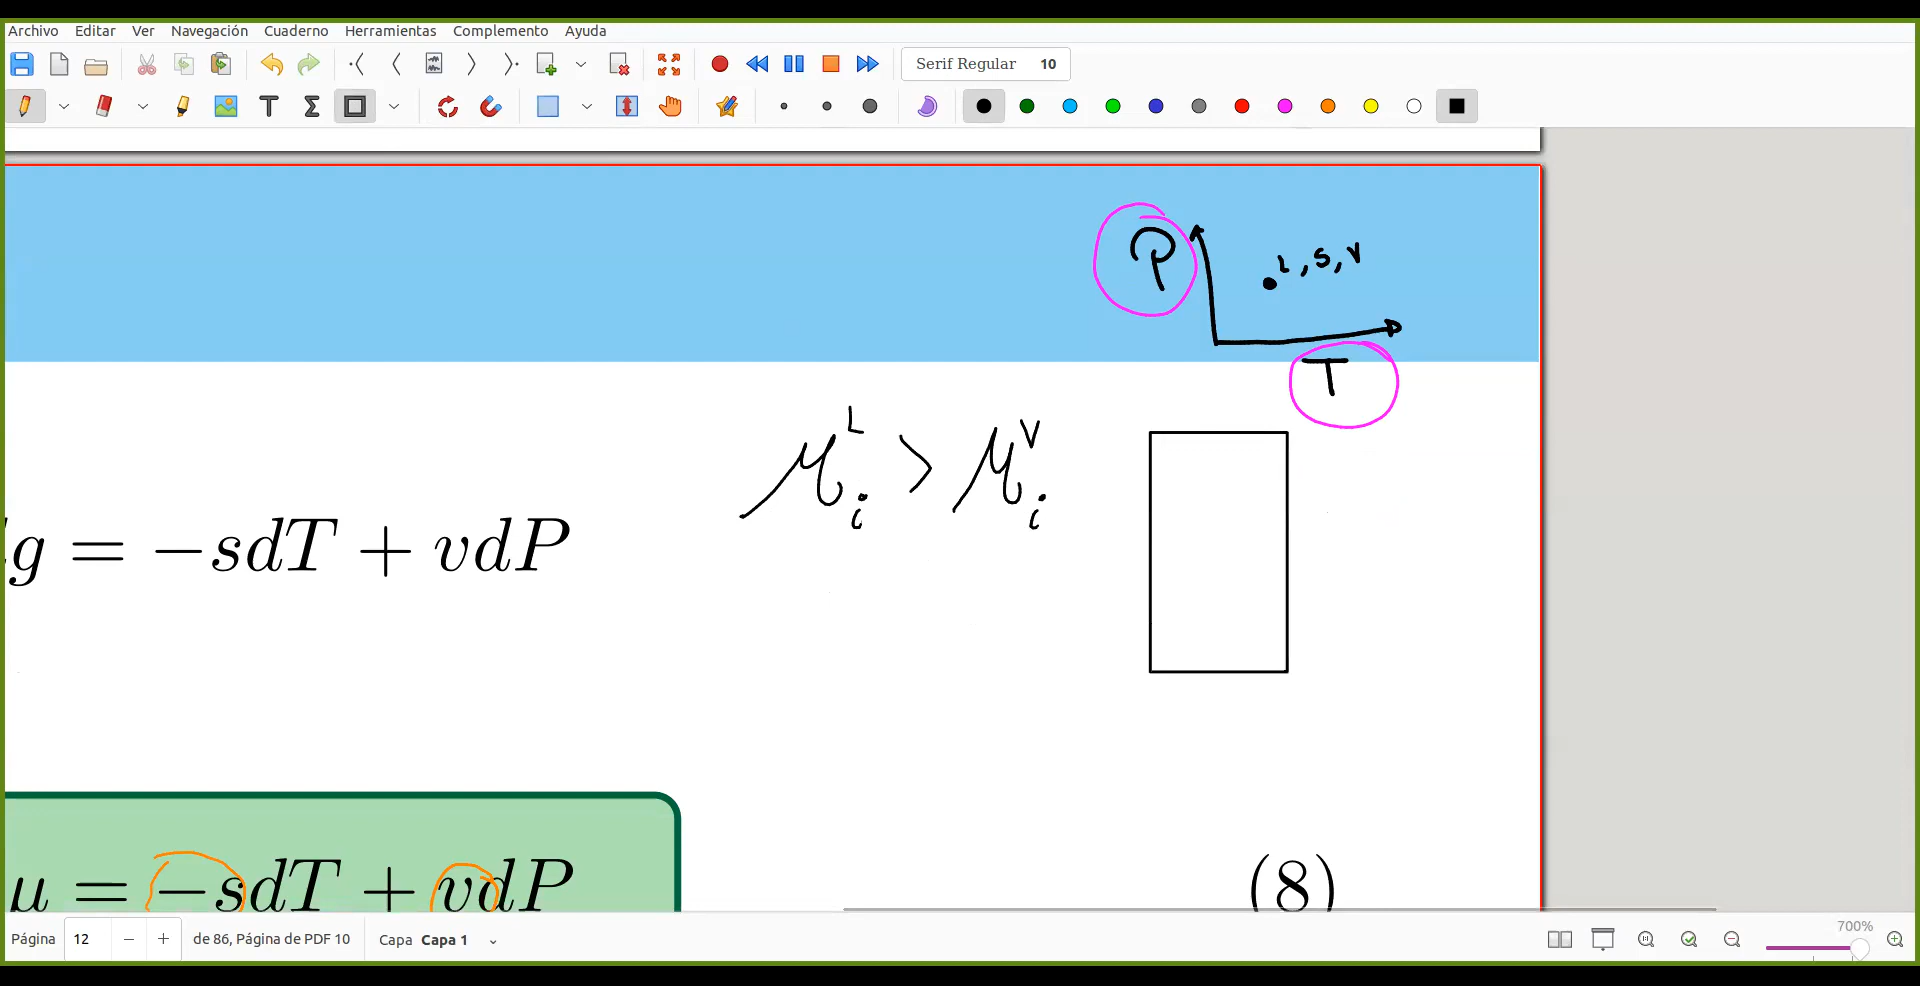 Archivo Editar Ver Navegación Cuaderno Herramientas Complemento Ayuda
Serif Regular 10
P
L, S, V
T
μ_i^L > μ_i^V
g = −sdT + vdP
u = −sdT + vdP
(8)
Página 12 de 86, Página de PDF 10 Capa Capa 1 700%